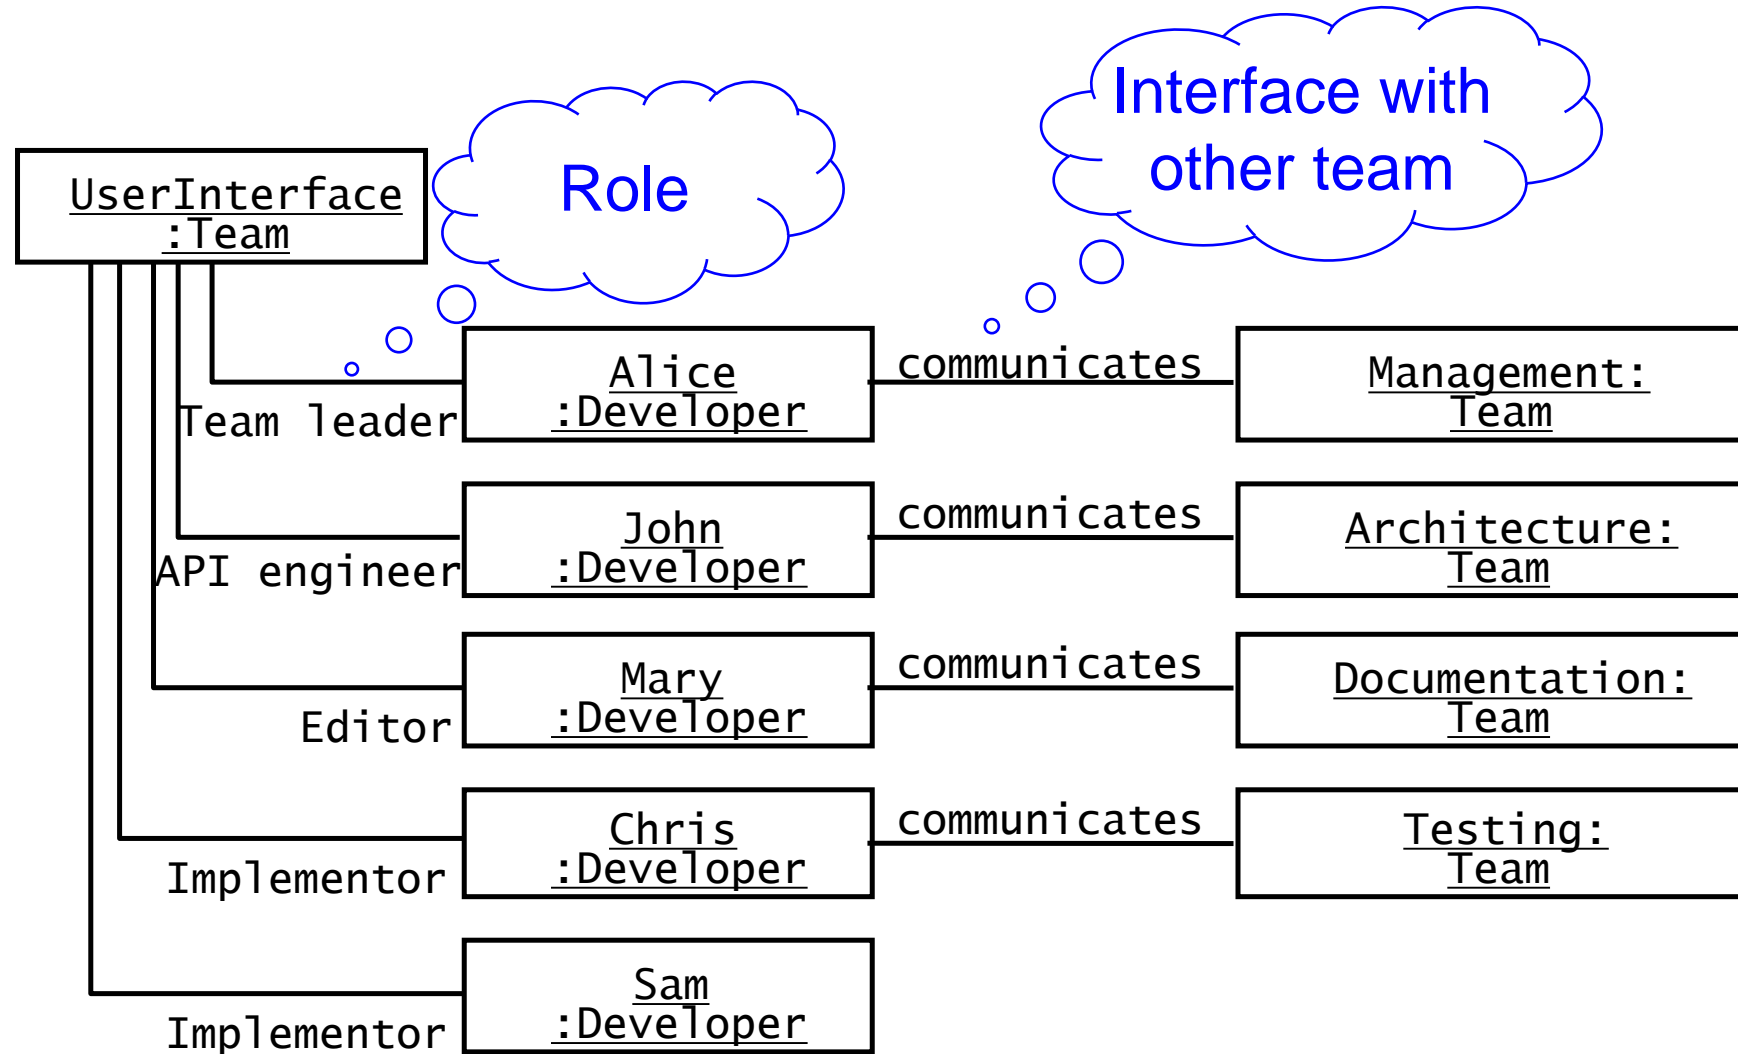 Interface with
other team
Role
UserInterface
:Team
Team leader
Alice
:Developer
communicates
Management:
Team
API engineer
John
:Developer
communicates
Architecture:
Team
Editor
Mary
:Developer
communicates
Documentation:
Team
Implementor
Chris
:Developer
communicates
Testing:
Team
Implementor
Sam
:Developer